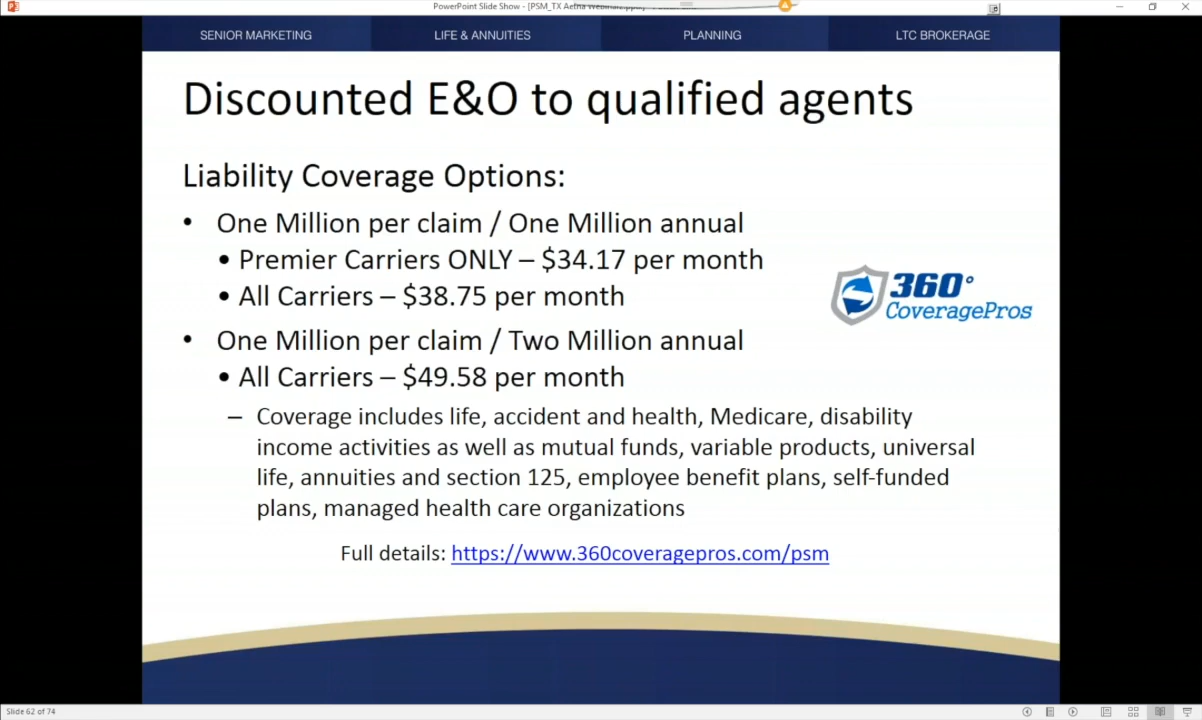 PowerPoint Slide Show - [PSM_TX Aetna Webinar
SENIOR MARKETING
LIFE & ANNUITIES
PLANNING
LTC BROKERAGE
Discounted E&O to qualified agents
Liability Coverage Options:
• One Million per claim / One Million annual
• Premier Carriers ONLY – $34.17 per month
• All Carriers – $38.75 per month
360°
CoveragePros
• One Million per claim / Two Million annual
• All Carriers – $49.58 per month
– Coverage includes life, accident and health, Medicare, disability
income activities as well as mutual funds, variable products, universal
life, annuities and section 125, employee benefit plans, self-funded
plans, managed health care organizations
Full details: https://www.360coveragepros.com/psm
Slide 62 of 74